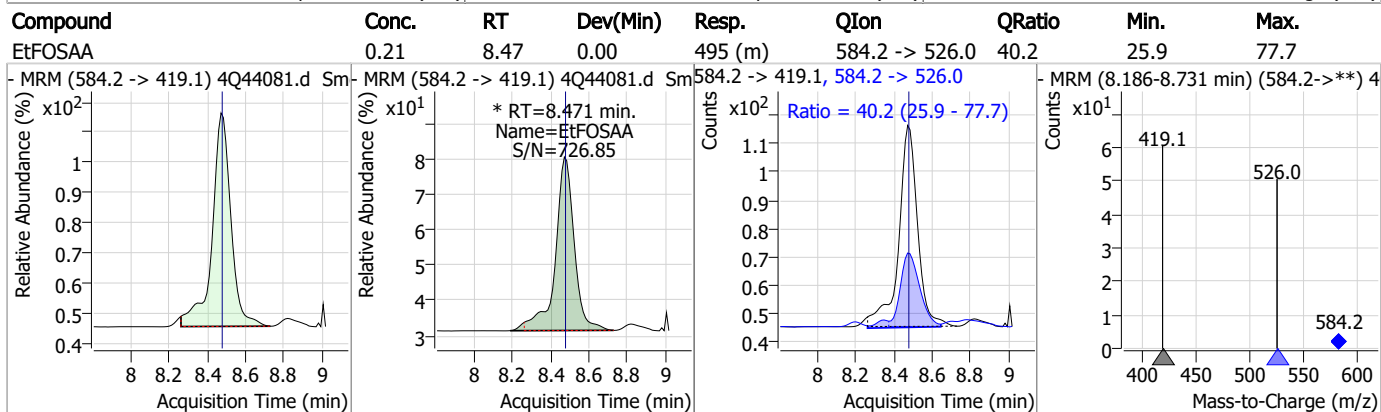 Compound Conc. RT Dev(Min) Resp. QIon QRatio Min. Max.
EtFOSAA 0.21 8.47 0.00 495 (m) 584.2 -> 526.0 40.2 25.9 77.7
- MRM (584.2 -> 419.1) 4Q44081.d Sm
Relative Abundance (%)
x10²
1
0.9
0.8
0.7
0.6
0.5
0.4
8 8.2 8.4 8.6 8.8 9
Acquisition Time (min)
- MRM (584.2 -> 419.1) 4Q44081.d Sm
Relative Abundance (%)
x10¹
* RT=8.471 min.
Name=EtFOSAA
S/N=726.85
8
7
6
5
4
3
8 8.2 8.4 8.6 8.8 9
Acquisition Time (min)
584.2 -> 419.1, 584.2 -> 526.0
Counts
x10²
Ratio = 40.2 (25.9 - 77.7)
1.1
1
0.9
0.8
0.7
0.6
0.5
0.4
8 8.2 8.4 8.6 8.8 9
Acquisition Time (min)
- MRM (8.186-8.731 min) (584.2->**) 4
Counts
x10¹
419.1
526.0
584.2
6
5
4
3
2
1
0
400 450 500 550 600
Mass-to-Charge (m/z)